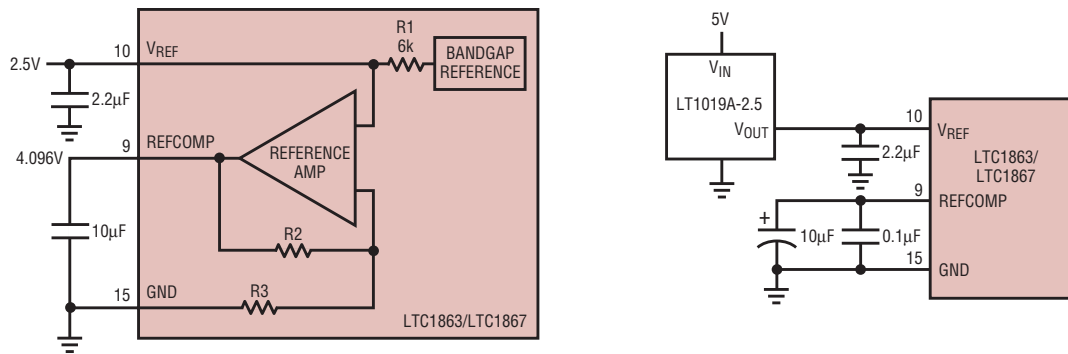 R1
6k
10
VREF
BANDGAP
REFERENCE
2.5V
2.2µF
9
REFCOMP
4.096V
REFERENCE
AMP
10µF
R2
15
GND
R3
LTC1863/LTC1867
5V
VIN
LT1019A-2.5
VOUT
10
VREF
2.2µF
LTC1863/
LTC1867
9
REFCOMP
+
10µF
0.1µF
15
GND